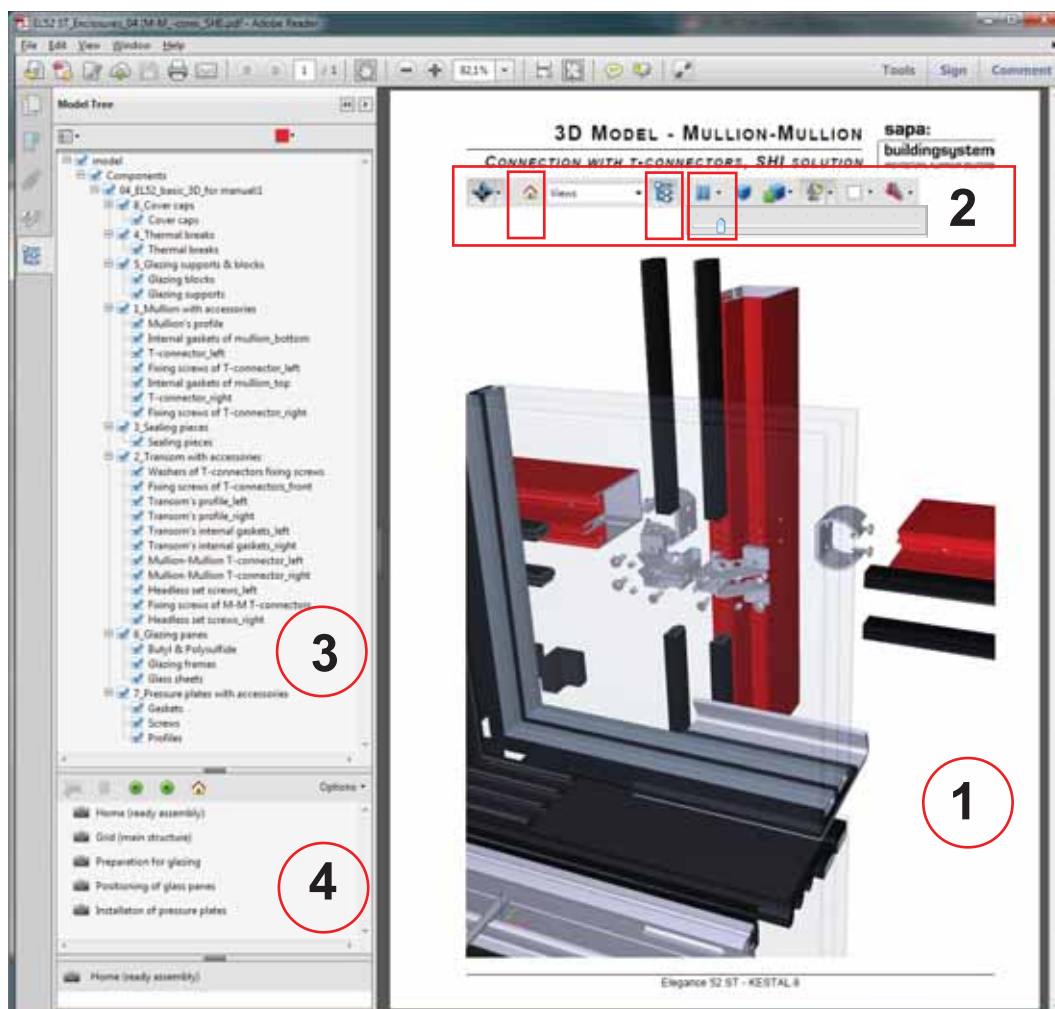 EL52 ST_Enclosures_04 (M-M_-conn_SHI).pdf - Adobe Reader
File Edit View Window Help
1 / 1 82,1% Tools Sign Comment
Model Tree
model
Components
04_EL52_basic_3D_for manual1
8_Cover caps
Cover caps
4_Thermal breaks
Thermal breaks
5_Glazing supports & blocks
Glazing blocks
Glazing supports
1_Mullion with accessories
Mullion's profile
Internal gaskets of mullion_bottom
T-connector_left
Fixing screws of T-connector_left
Internal gaskets of mullion_top
T-connector_right
Fixing screws of T-connector_right
3_Sealing pieces
Sealing pieces
2_Transom with accessories
Washers of T-connectors fixing screws
Fixing screws of T-connectors_front
Transom's profile_left
Transom's profile_right
Transom's internal gaskets_left
Transom's internal gaskets_right
Mullion-Mullion T-connector_left
Mullion-Mullion T-connector_right
Headless set screws_left
Fixing screws of M-M T-connectors
Headless set screws_right
6_Glazing panes
Butyl & Polysulfide
Glazing frames
Glass sheets
7_Pressure plates with accessories
Gaskets
Screws
Profiles
3
Options
Home (ready assembly)
Grid (main structure)
Preparation for glazing
Positioning of glass panes
Installation of pressure plates
4
Home (ready assembly)
3D MODEL - MULLION-MULLION
CONNECTION WITH T-CONNECTORS, SHI SOLUTION
sapa:
buildingsystem
Views
2
1
Elegance 52 ST - KESTAL 8